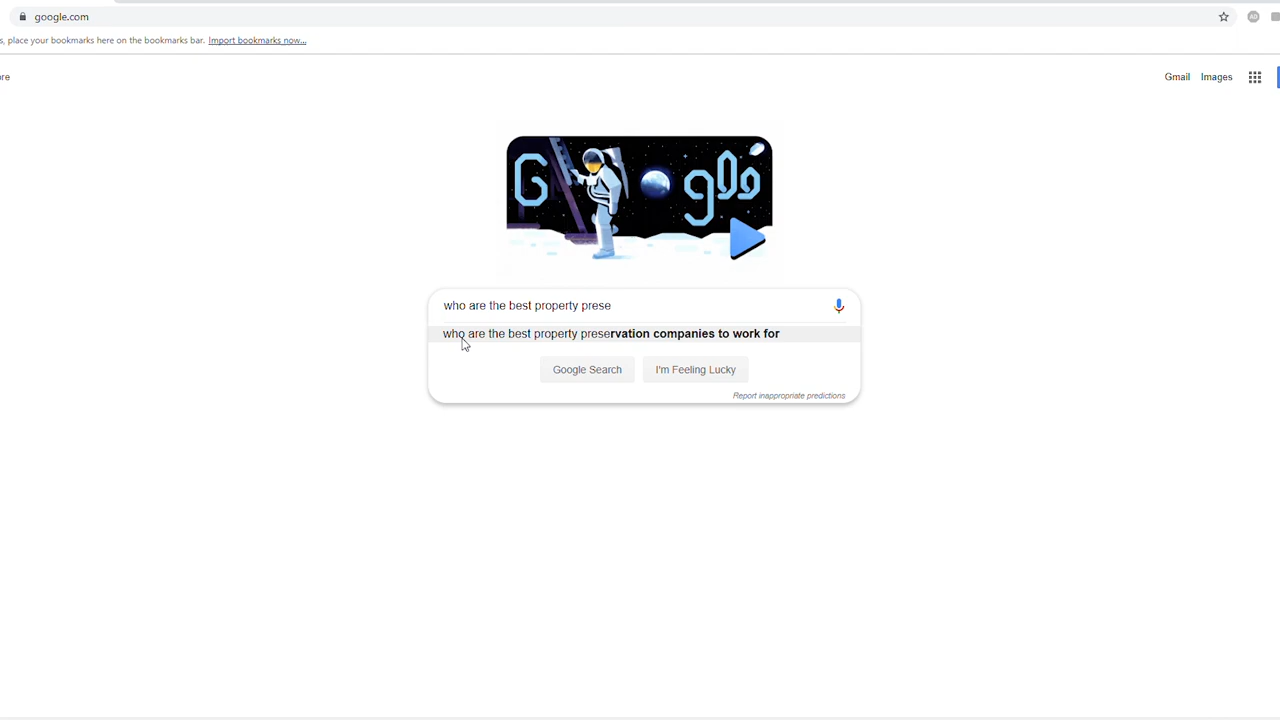 google.com
s, place your bookmarks here on the bookmarks bar. Import bookmarks now...
ore
Gmail Images
who are the best property prese
who are the best property preservation companies to work for
Google Search I'm Feeling Lucky
Report inappropriate predictions